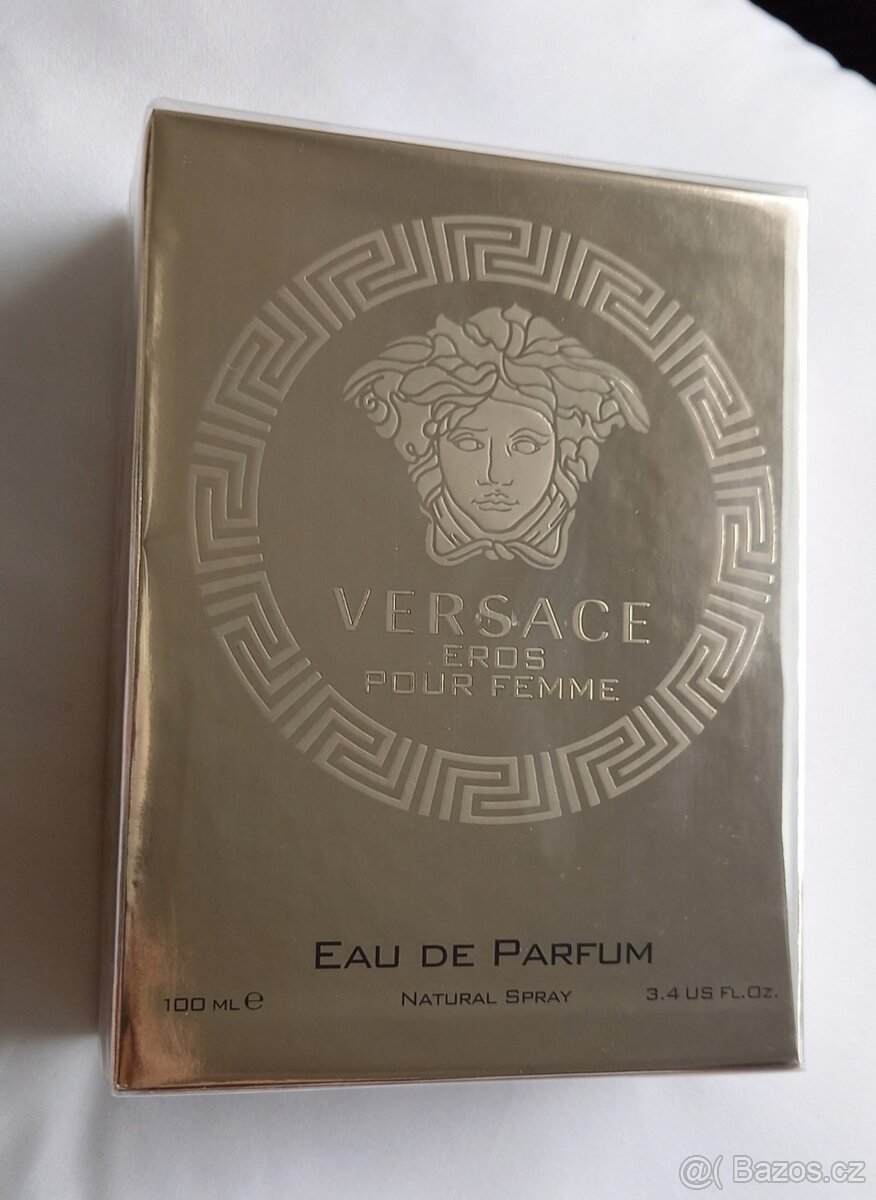 VERSACE
EROS
POUR FEMME
EAU DE PARFUM
100 ML e NATURAL SPRAY 3.4 US FL.OZ.
@( Bazos.cz